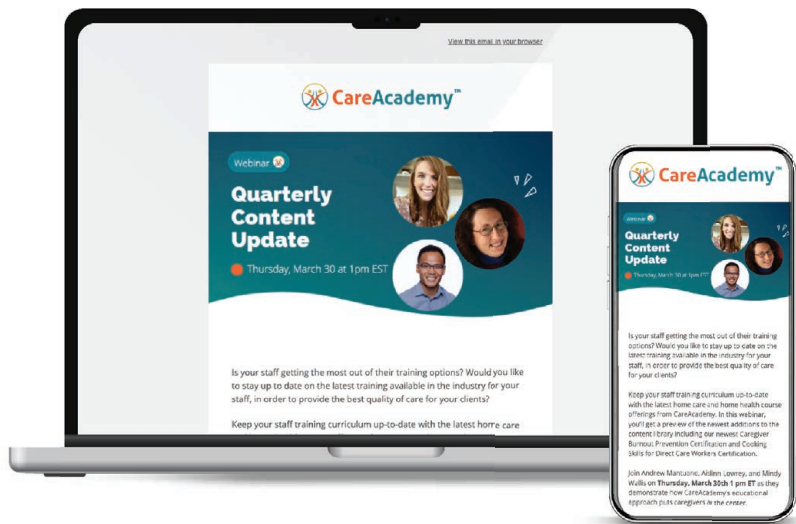 View this email in your browser
CareAcademy™
Webinar
Quarterly
Content
Update
Thursday, March 30 at 1pm EST
Is your staff getting the most out of their training options? Would you like
to stay up to date on the latest training available in the industry for your
staff, in order to provide the best quality of care for your clients?
Keep your staff training curriculum up-to-date with the latest home care
CareAcademy™
Webinar
Quarterly
Content
Update
Thursday, March 30 at 1pm EST
Is your staff getting the most out of their training
options? Would you like to stay up to date on the
latest training available in the industry for your
staff, in order to provide the best quality of care
for your clients?
Keep your staff training curriculum up-to-date
with the latest home care and home health course
offerings from CareAcademy. In this webinar,
you'll get a preview of the newest additions to the
content library including our newest Caregiver
Burnout Prevention Certification and Cooking
Skills for Direct Care Workers Certification.
Join Andrew Mantuone, Aislinn Lowrey, and Mindy
Wallis on Thursday, March 30th 1 pm ET as they
demonstrate how CareAcademy's educational
approach puts caregivers at the center.